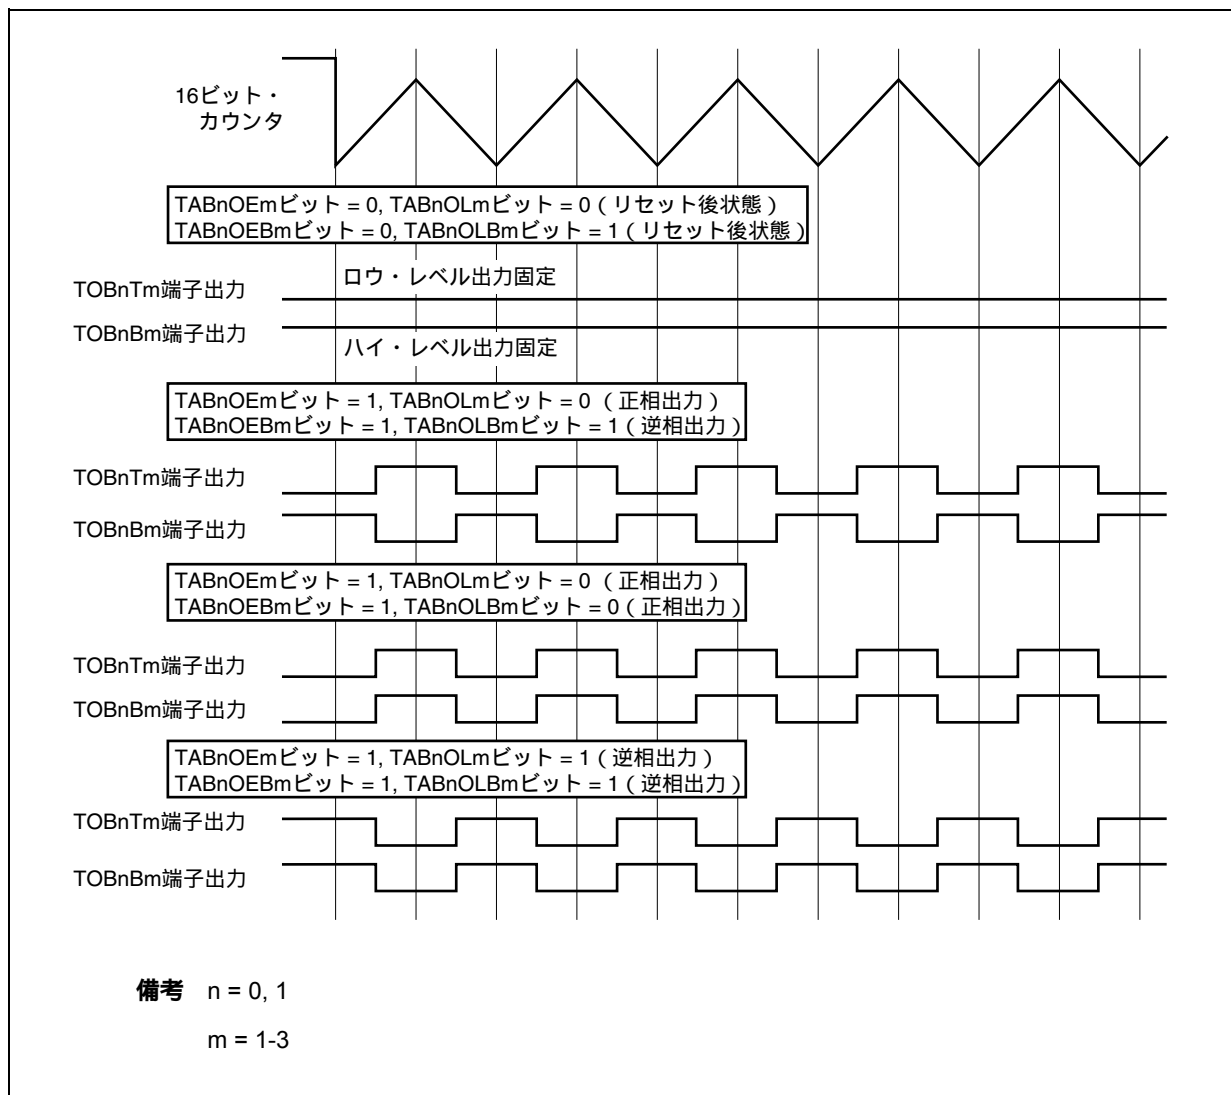 16ビット・
カウンタ
TABnOEmビット = 0, TABnOLmビット = 0 ( リセット後状態 )
TABnOEBmビット = 0, TABnOLBmビット = 1 ( リセット後状態 )
ロウ・レベル出力固定
TOBnTm端子出力
TOBnBm端子出力
ハイ・レベル出力固定
TABnOEmビット = 1, TABnOLmビット = 0 ( 正相出力 )
TABnOEBmビット = 1, TABnOLBmビット = 1 ( 逆相出力 )
TOBnTm端子出力
TOBnBm端子出力
TABnOEmビット = 1, TABnOLmビット = 0 ( 正相出力 )
TABnOEBmビット = 1, TABnOLBmビット = 0 ( 正相出力 )
TOBnTm端子出力
TOBnBm端子出力
TABnOEmビット = 1, TABnOLmビット = 1 ( 逆相出力 )
TABnOEBmビット = 1, TABnOLBmビット = 1 ( 逆相出力 )
TOBnTm端子出力
TOBnBm端子出力
備考 n = 0, 1
m = 1-3